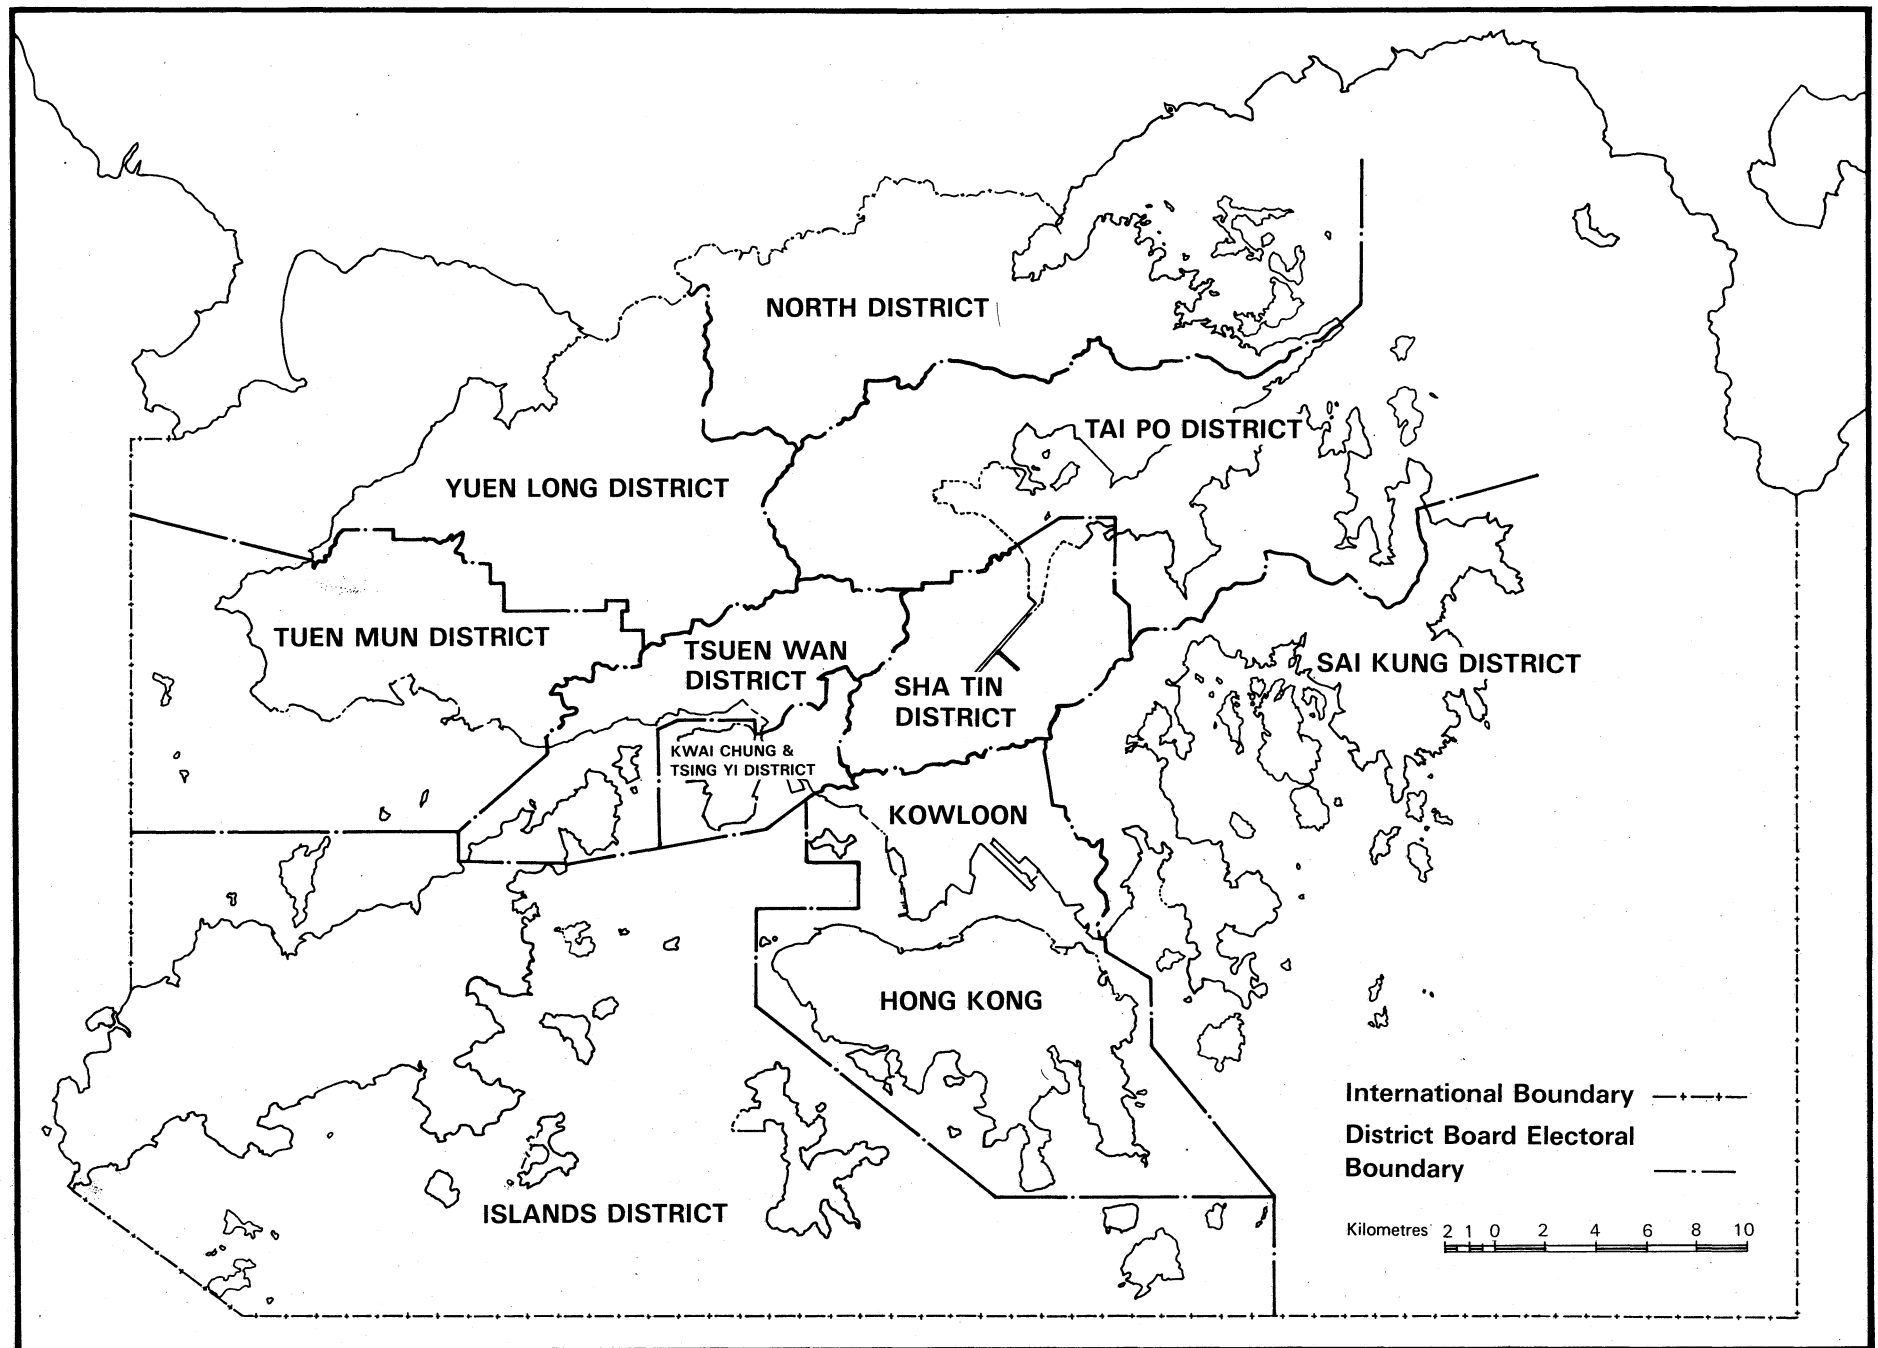 NORTH DISTRICT
TAI PO DISTRICT
YUEN LONG DISTRICT
TUEN MUN DISTRICT
TSUEN WAN
DISTRICT
SAI KUNG DISTRICT
SHA TIN
DISTRICT
KWAI CHUNG &
TSING YI DISTRICT
KOWLOON
HONG KONG
ISLANDS DISTRICT
International Boundary
District Board Electoral
Boundary
Kilometres 2 1 0 2 4 6 8 10